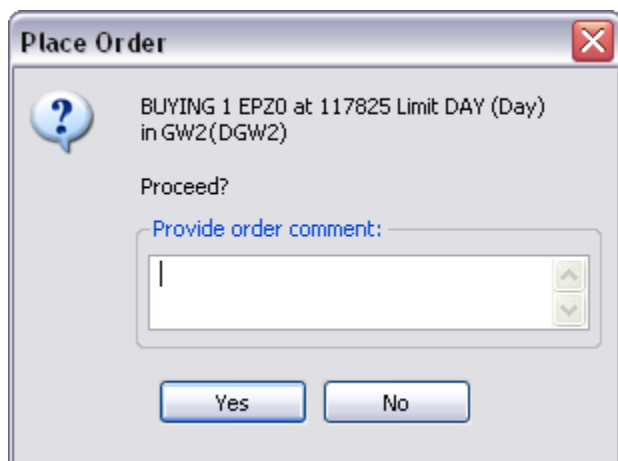 Place Order
BUYING 1 EPZ0 at 117825 Limit DAY (Day)
in GW2(DGW2)
Proceed?
Provide order comment:
Yes
No